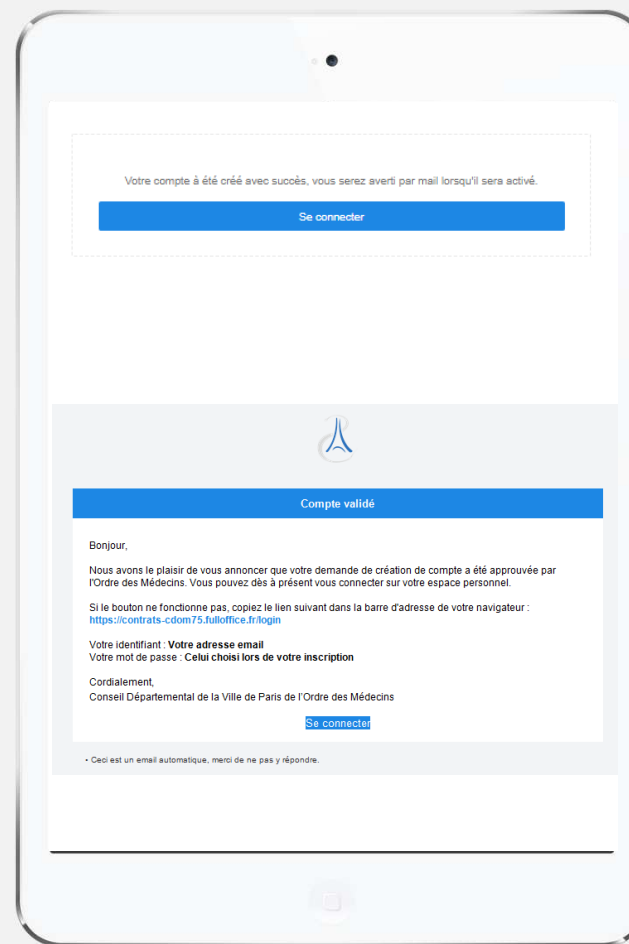 Votre compte à été créé avec succès, vous serez averti par mail lorsqu'il sera activé.
Se connecter
Compte validé
Bonjour,
Nous avons le plaisir de vous annoncer que votre demande de création de compte a été approuvée par
l'Ordre des Médecins. Vous pouvez dès à présent vous connecter sur votre espace personnel.
Si le bouton ne fonctionne pas, copiez le lien suivant dans la barre d'adresse de votre navigateur :
https://contrats-cdom75.fulloffice.fr/login
Votre identifiant : Votre adresse email
Votre mot de passe : Celui choisi lors de votre inscription
Cordialement,
Conseil Départemental de la Ville de Paris de l'Ordre des Médecins
Se connecter
• Ceci est un email automatique, merci de ne pas y répondre.